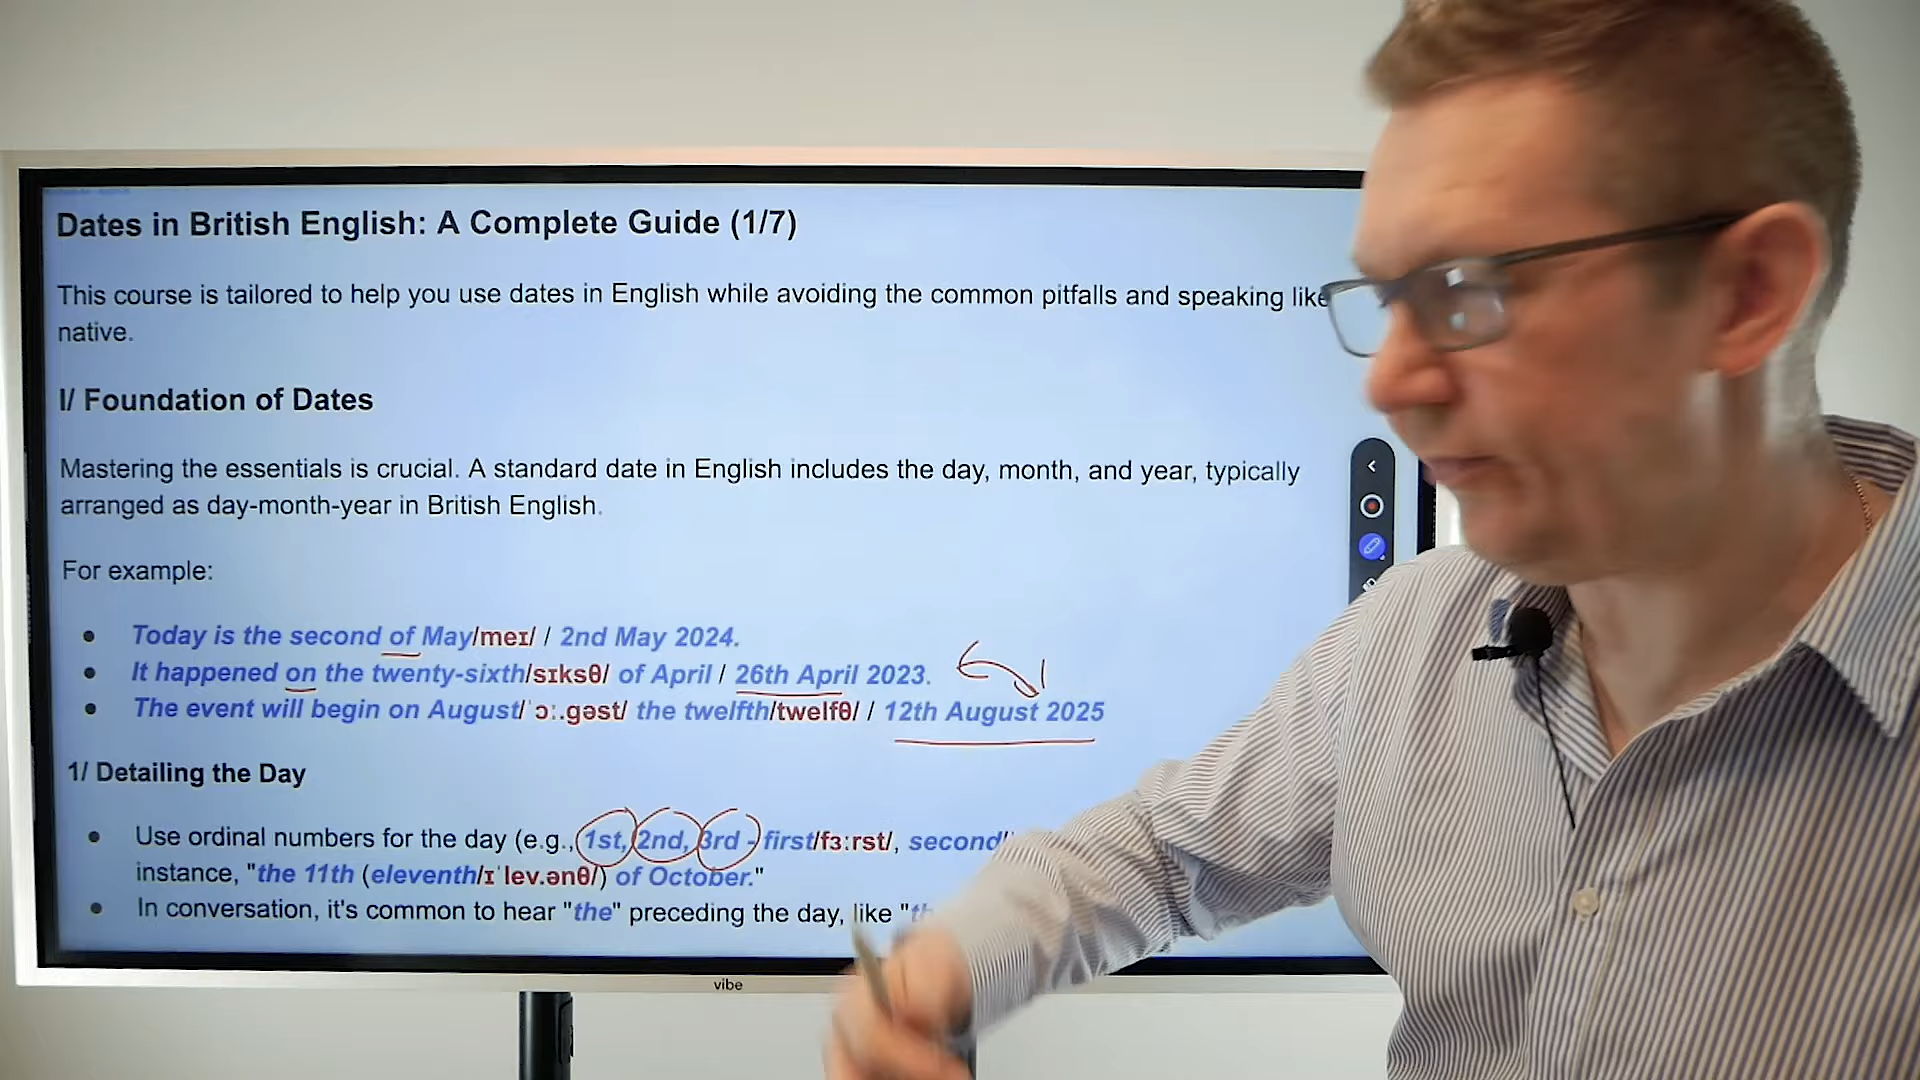 Dates in British English: A Complete Guide (1/7)
This course is tailored to help you use dates in English while avoiding the common pitfalls and speaking like
native.
I/ Foundation of Dates
Mastering the essentials is crucial. A standard date in English includes the day, month, and year, typically
arranged as day-month-year in British English.
For example:
● Today is the second of May/meɪ/ / 2nd May 2024.
● It happened on the twenty-sixth/sɪksθ/ of April / 26th April 2023.
● The event will begin on August/ˈɔː.gəst/ the twelfth/twelfθ/ / 12th August 2025
1/ Detailing the Day
● Use ordinal numbers for the day (e.g., 1st, 2nd, 3rd - first/fɜːrst/, second/
instance, "the 11th (eleventh/ɪˈlev.ənθ/) of October."
● In conversation, it's common to hear "the" preceding the day, like "
vibe